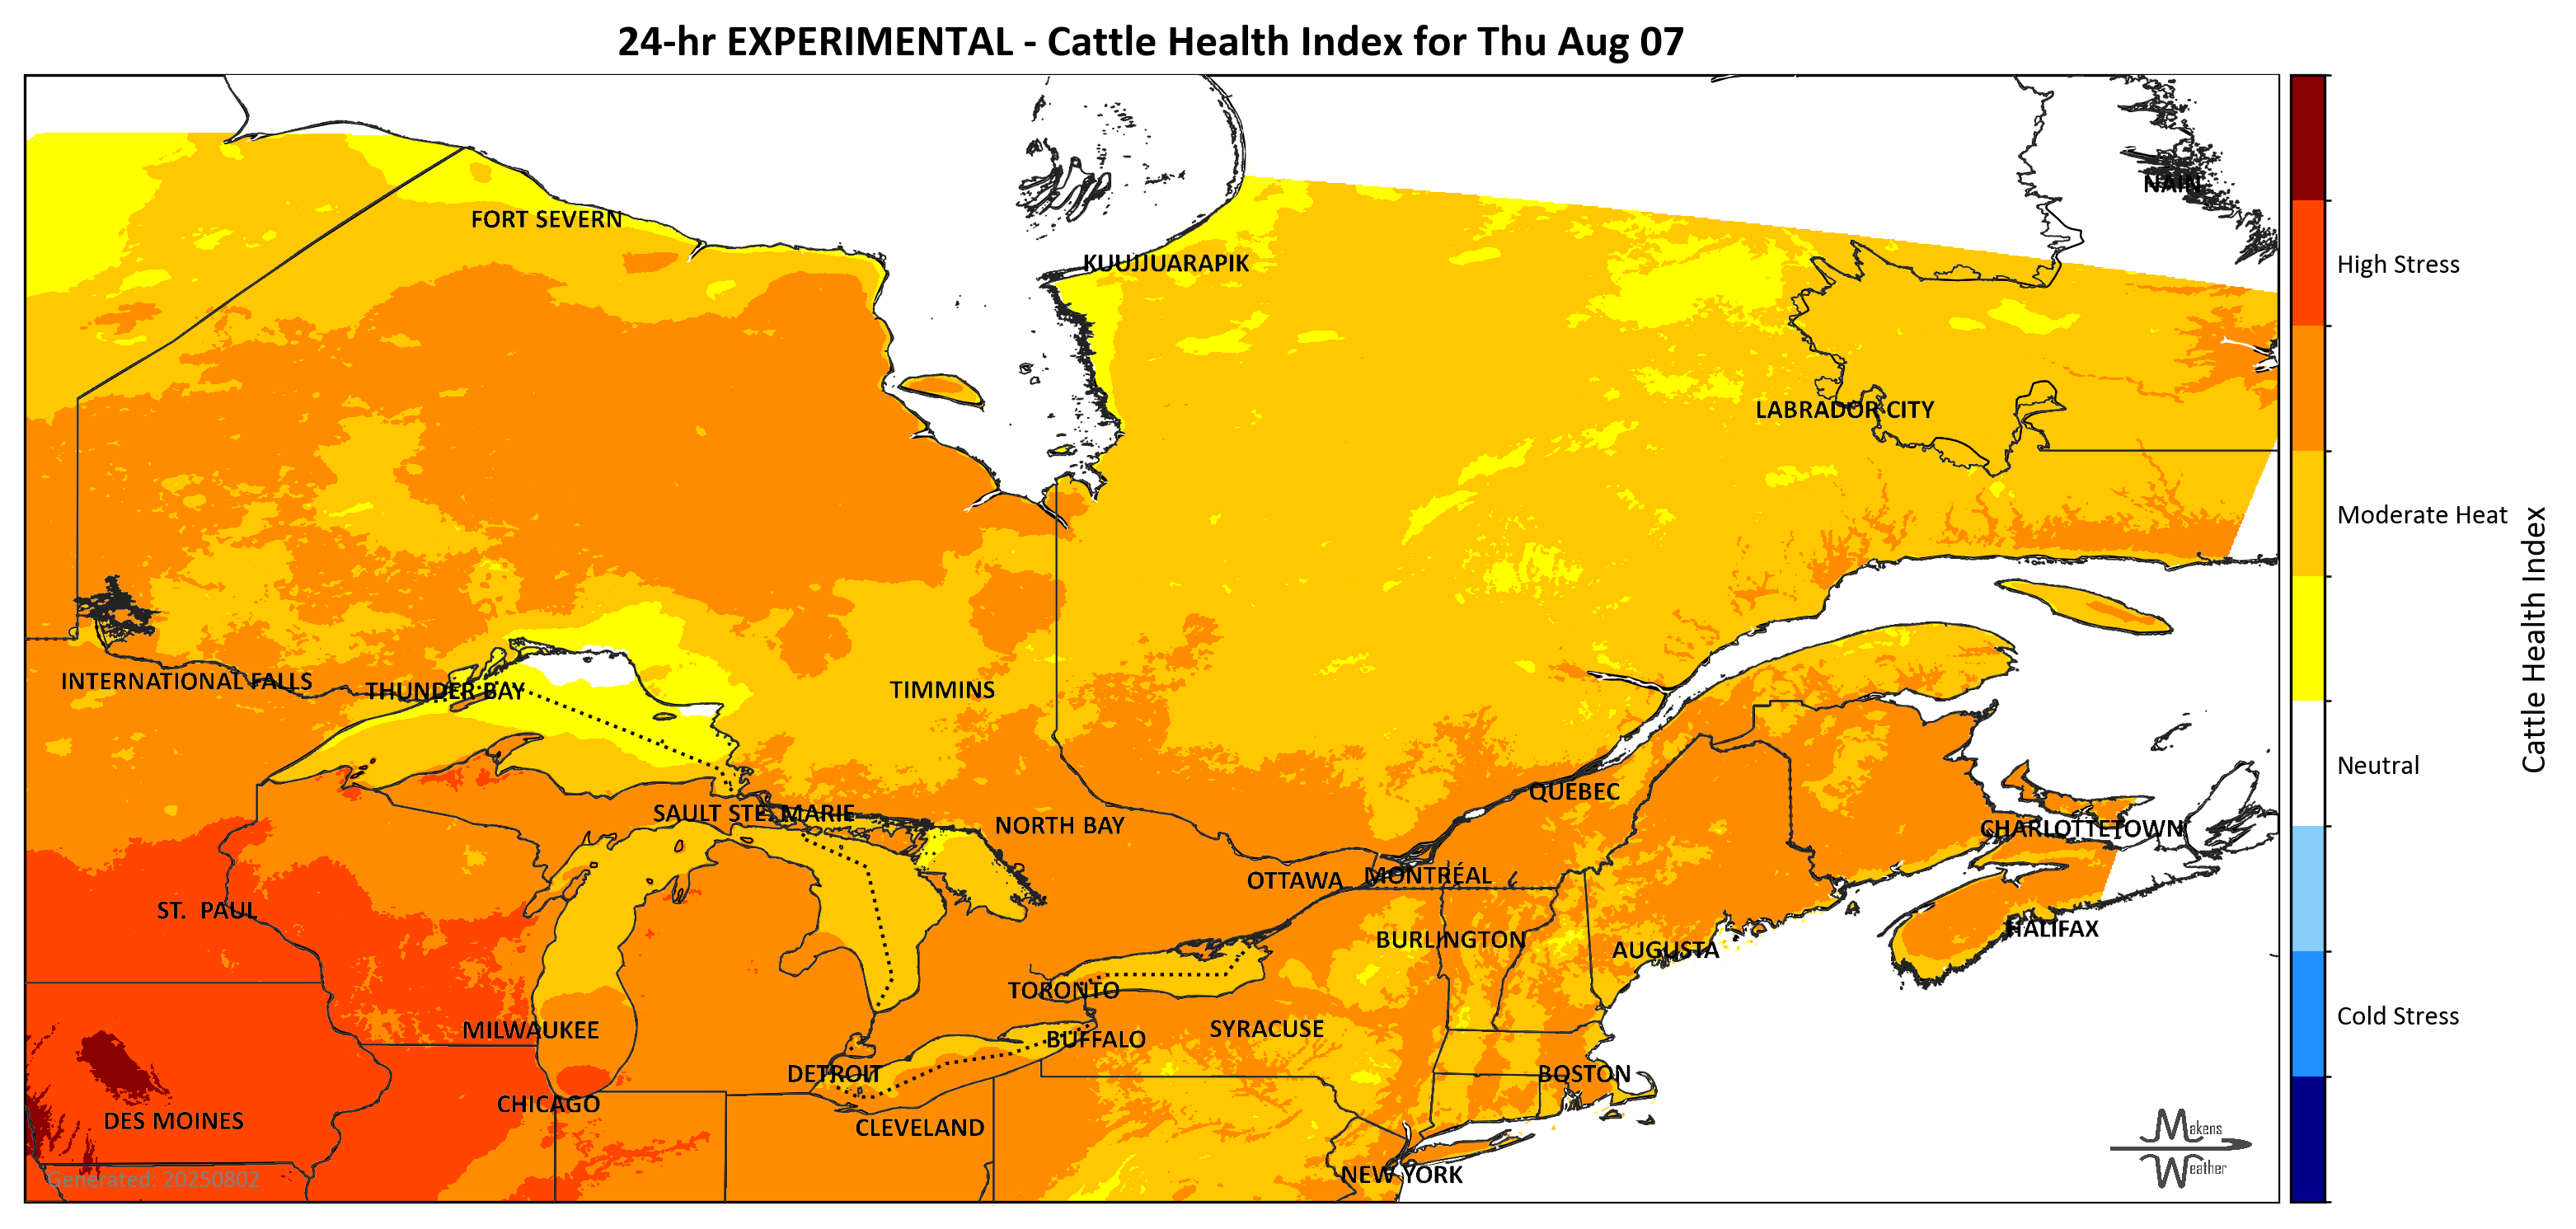 24-hr EXPERIMENTAL - Cattle Health Index for Thu Aug 07
NAIN
FORT SEVERN
KUUJJUARAPIK
High Stress
LABRADOR CITY
Moderate Heat
Cattle Health Index
INTERNATIONAL FALLS
THUNDER BAY
TIMMINS
Neutral
QUEBEC
SAULT STE. MARIE
NORTH BAY
CHARLOTTETOWN
OTTAWA
MONTRÉAL
ST. PAUL
HALIFAX
BURLINGTON
AUGUSTA
TORONTO
Cold Stress
MILWAUKEE
SYRACUSE
BUFFALO
DETROIT
BOSTON
CHICAGO
DES MOINES
CLEVELAND
Makens
Weather
NEW YORK
Generated: 20250802